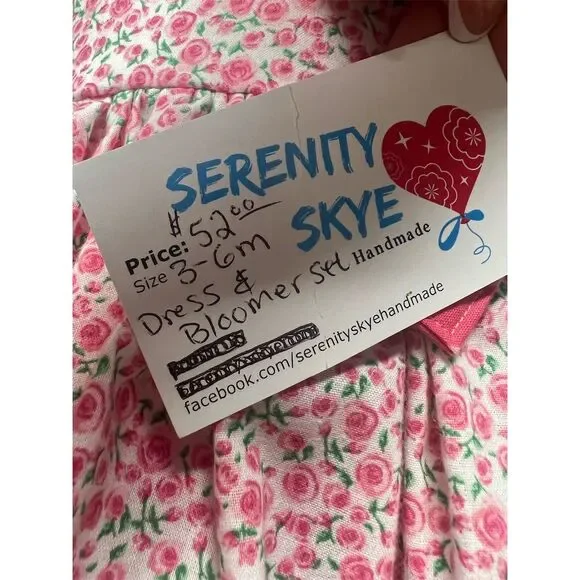 SERENITY
SKYE
Handmade
Price: $52.00
Size 3-6m
Dress &
Bloomer Set
facebook.com/serenityskyehandmade